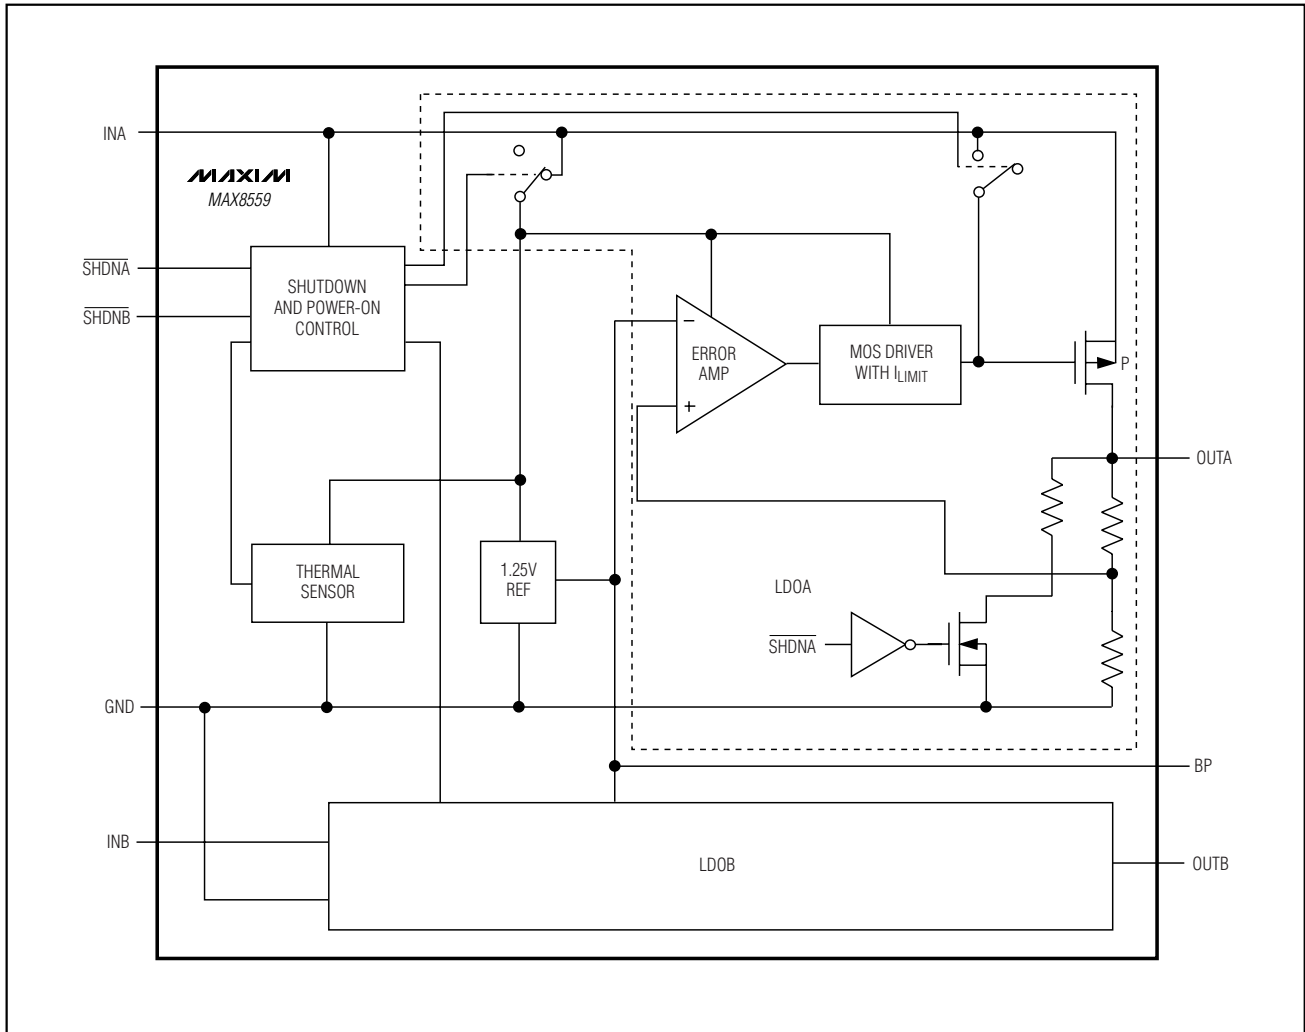 INA
MAXIM
MAX8559
SHDNA
SHDNB
SHUTDOWN
AND POWER-ON
CONTROL
ERROR
AMP
−
+
MOS DRIVER
WITH ILIMIT
P
OUTA
THERMAL
SENSOR
1.25V
REF
LDOA
SHDNA
GND
BP
INB
LDOB
OUTB